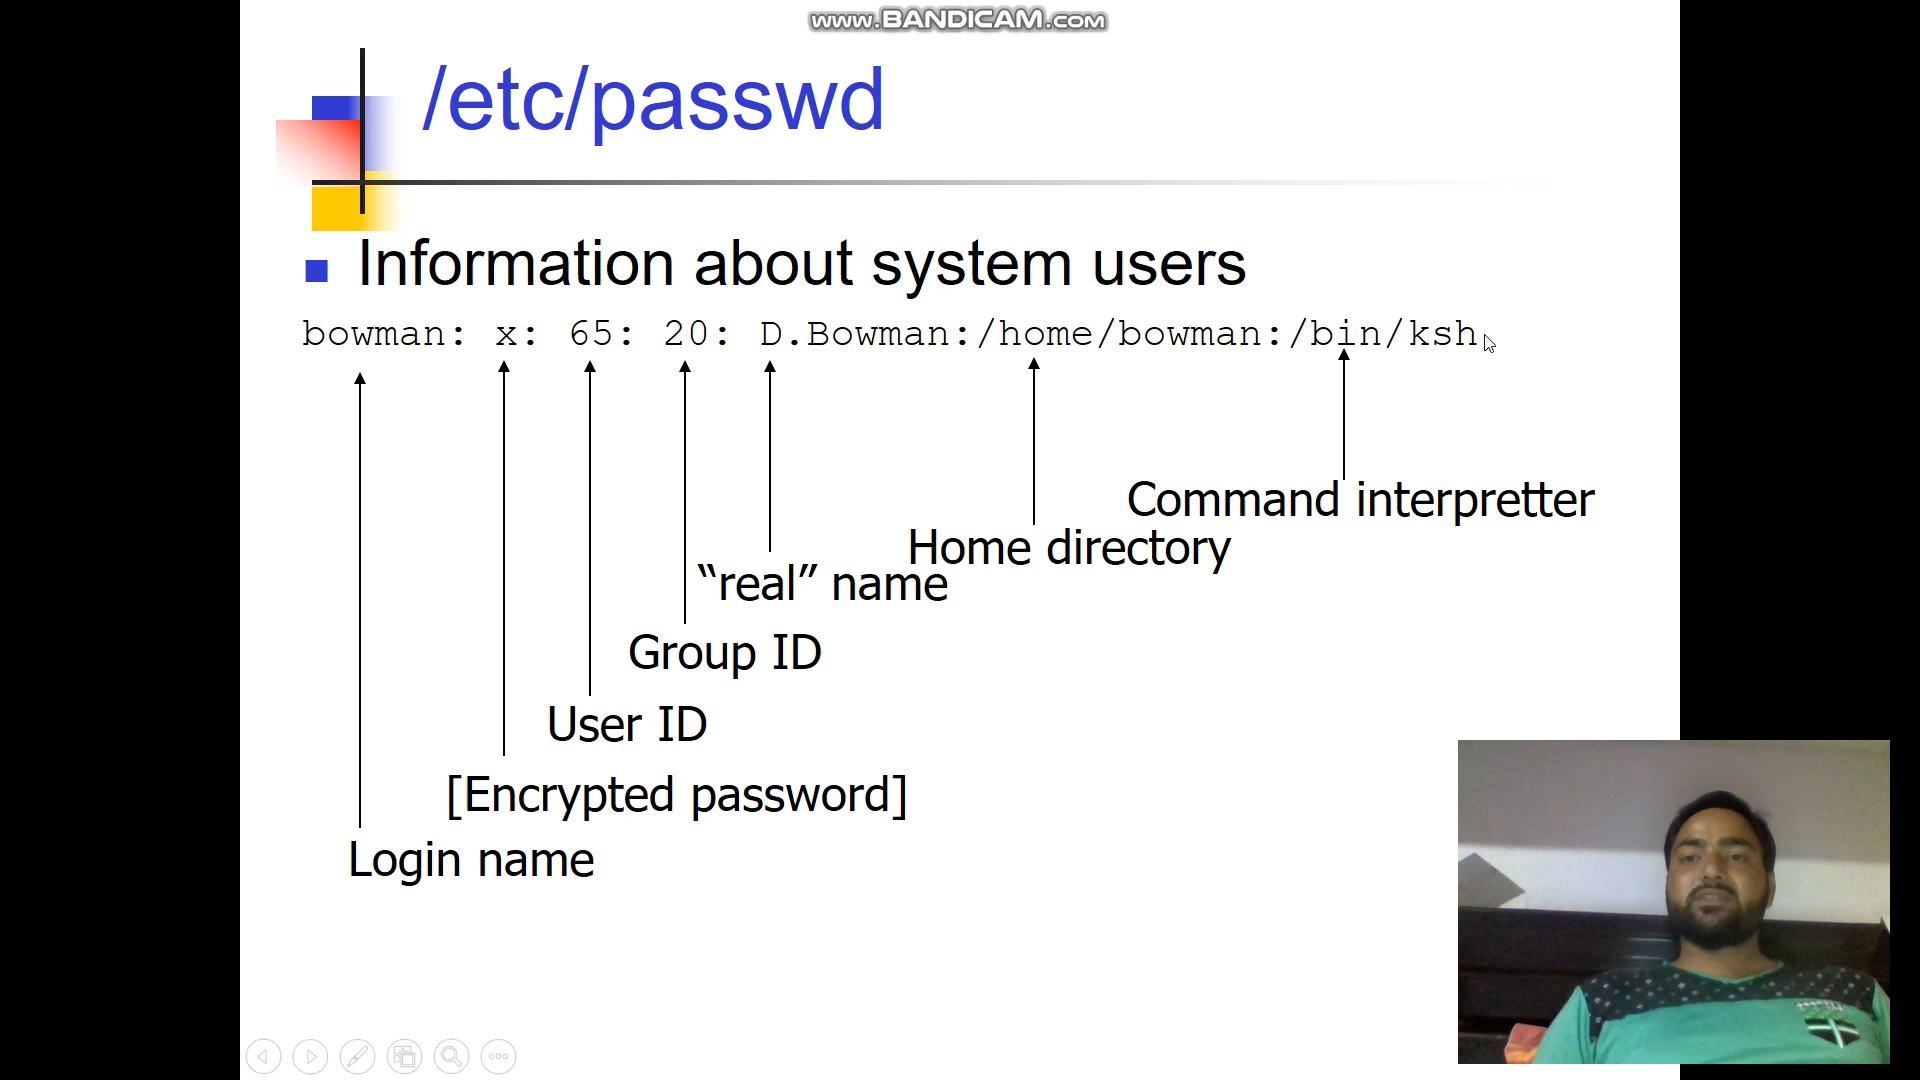 www.BANDICAM.com
/etc/passwd
Information about system users
bowman: x: 65: 20: D.Bowman:/home/bowman:/bin/ksh
Command interpretter
Home directory
“real” name
Group ID
User ID
[Encrypted password]
Login name